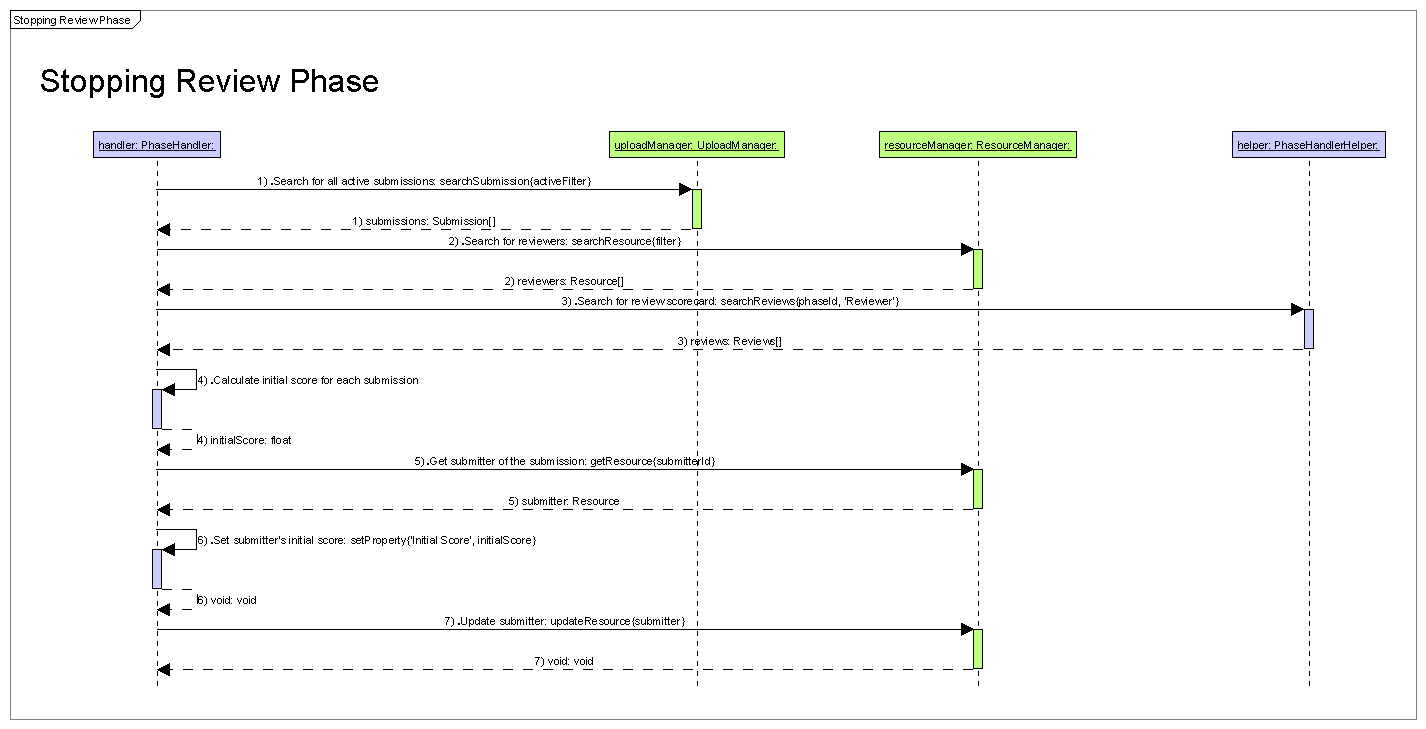 Stopping Review Phase
Stopping Review Phase
handler: PhaseHandler:
uploadManager: UploadManager:
resourceManager: ResourceManager:
helper: PhaseHandlerHelper:
1) .Search for all active submissions: searchSubmission{activeFilter}
1) submissions: Submission[]
2) .Search for reviewers: searchResource{filter}
2) reviewers: Resource[]
3) .Search for review scorecard: searchReviews{phaseId, 'Reviewer'}
3) reviews: Reviews[]
4) .Calculate initial score for each submission
4) initialScore: float
5) .Get submitter of the submission: getResource{submitterId}
5) submitter: Resource
6) .Set submitter's initial score: setProperty{'Initial Score', initialScore}
6) void: void
7) .Update submitter: updateResource{submitter}
7) void: void